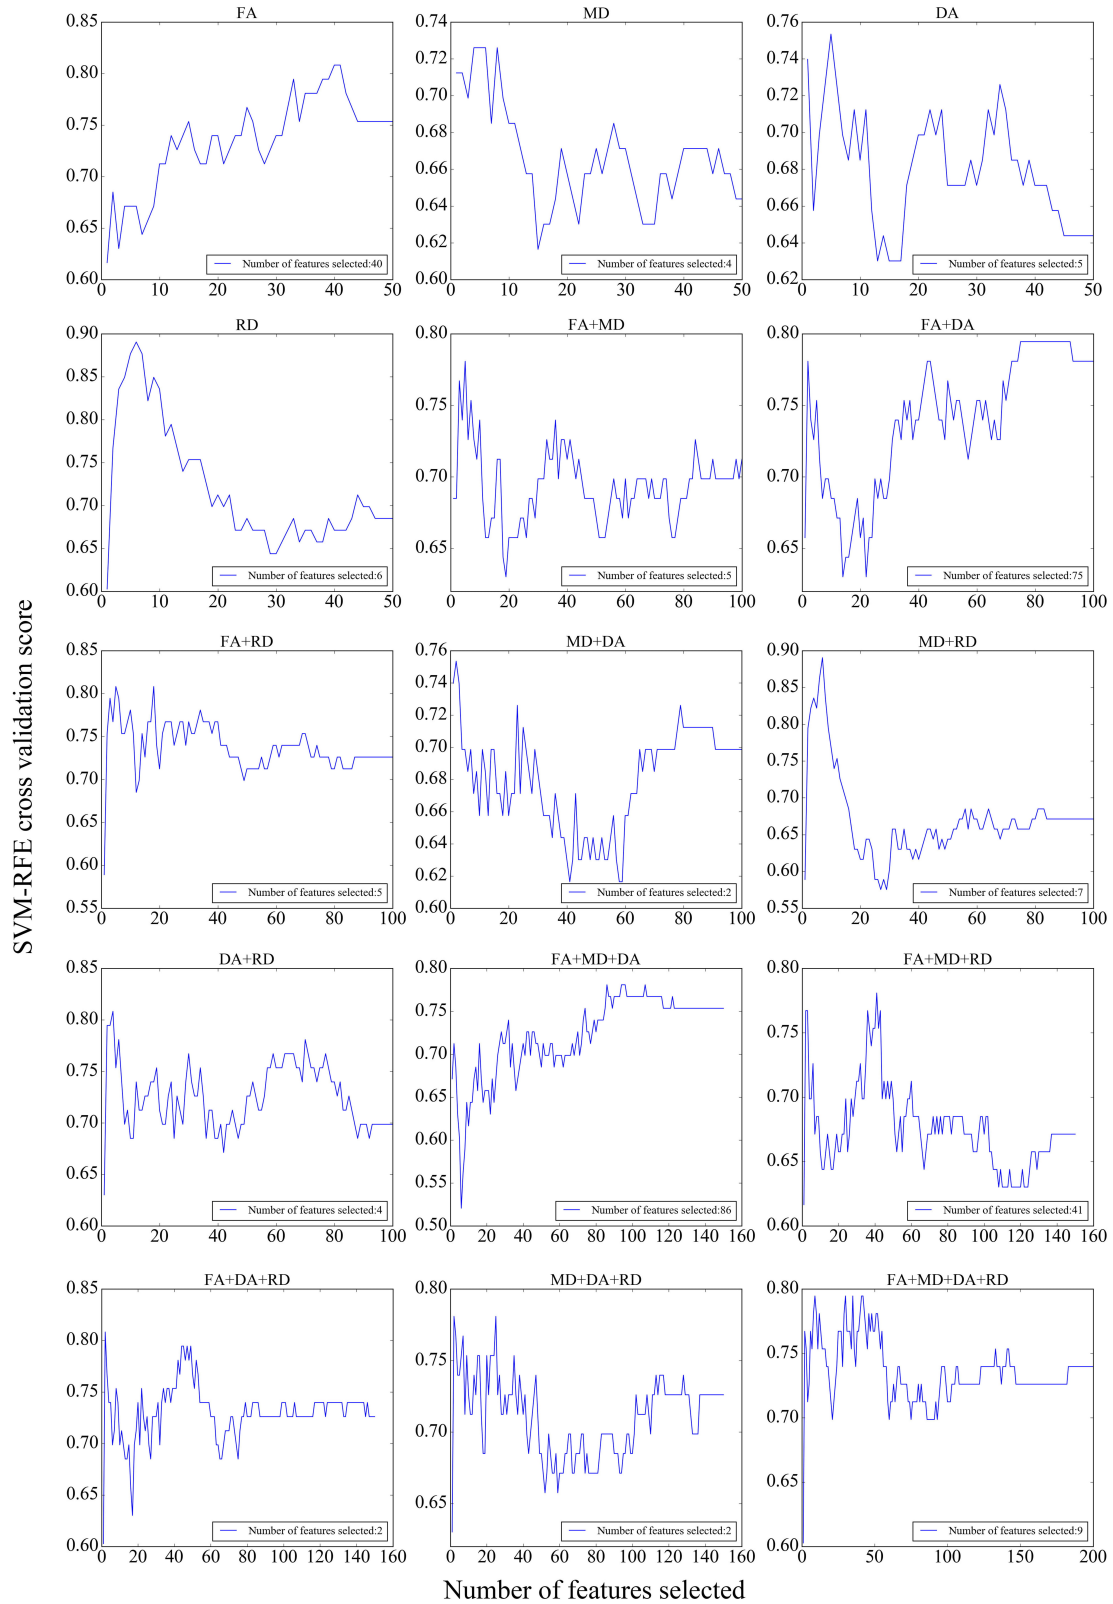 FA
0.85
0.80
0.75
0.70
0.65
0.60
0 10 20 30 40 50
Number of features selected:40
MD
0.74
0.72
0.70
0.68
0.66
0.64
0.62
0.60
0 10 20 30 40 50
Number of features selected:4
DA
0.76
0.74
0.72
0.70
0.68
0.66
0.64
0.62
0 10 20 30 40 50
Number of features selected:5
RD
0.90
0.85
0.80
0.75
0.70
0.65
0.60
0 10 20 30 40 50
Number of features selected:6
FA+MD
0.80
0.75
0.70
0.65
0 20 40 60 80 100
Number of features selected:5
FA+DA
0.80
0.75
0.70
0.65
0 20 40 60 80 100
Number of features selected:75
SVM-RFE cross validation score
FA+RD
0.85
0.80
0.75
0.70
0.65
0.60
0.55
0 20 40 60 80 100
Number of features selected:5
MD+DA
0.76
0.74
0.72
0.70
0.68
0.66
0.64
0.62
0.60
0 20 40 60 80 100
Number of features selected:2
MD+RD
0.90
0.85
0.80
0.75
0.70
0.65
0.60
0.55
0 20 40 60 80 100
Number of features selected:7
DA+RD
0.85
0.80
0.75
0.70
0.65
0.60
0 20 40 60 80 100
Number of features selected:4
FA+MD+DA
0.80
0.75
0.70
0.65
0.60
0.55
0.50
0 20 40 60 80 100 120 140 160
Number of features selected:86
FA+MD+RD
0.80
0.75
0.70
0.65
0.60
0 20 40 60 80 100 120 140 160
Number of features selected:41
FA+DA+RD
0.85
0.80
0.75
0.70
0.65
0.60
0 20 40 60 80 100 120 140 160
Number of features selected:2
MD+DA+RD
0.80
0.75
0.70
0.65
0 20 40 60 80 100 120 140 160
Number of features selected:2
FA+MD+DA+RD
0.80
0.75
0.70
0.65
0.60
0 50 100 150 200
Number of features selected:9
Number of features selected